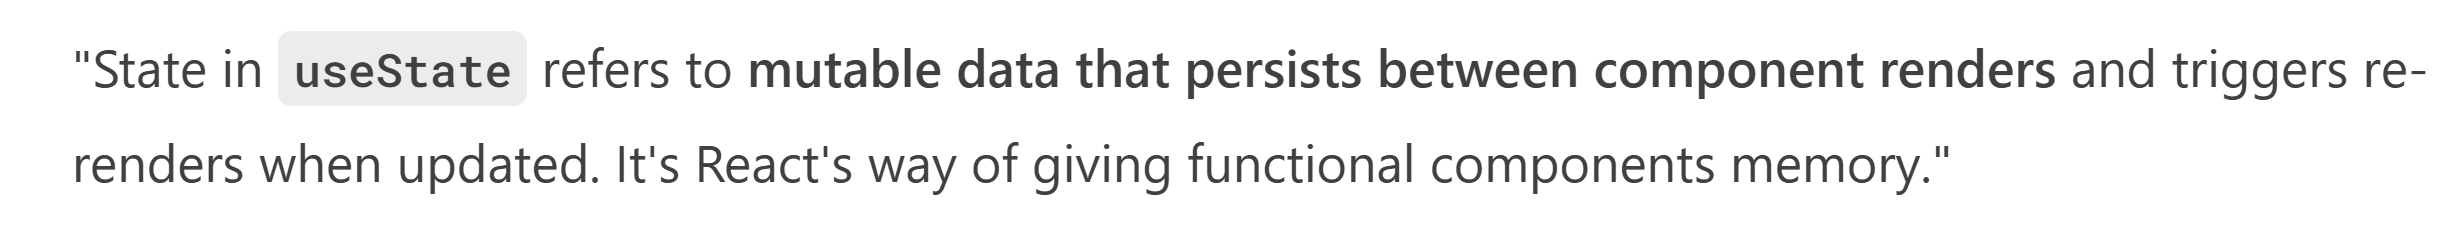 "State in useState refers to mutable data that persists between component renders and triggers re-
renders when updated. It's React's way of giving functional components memory."